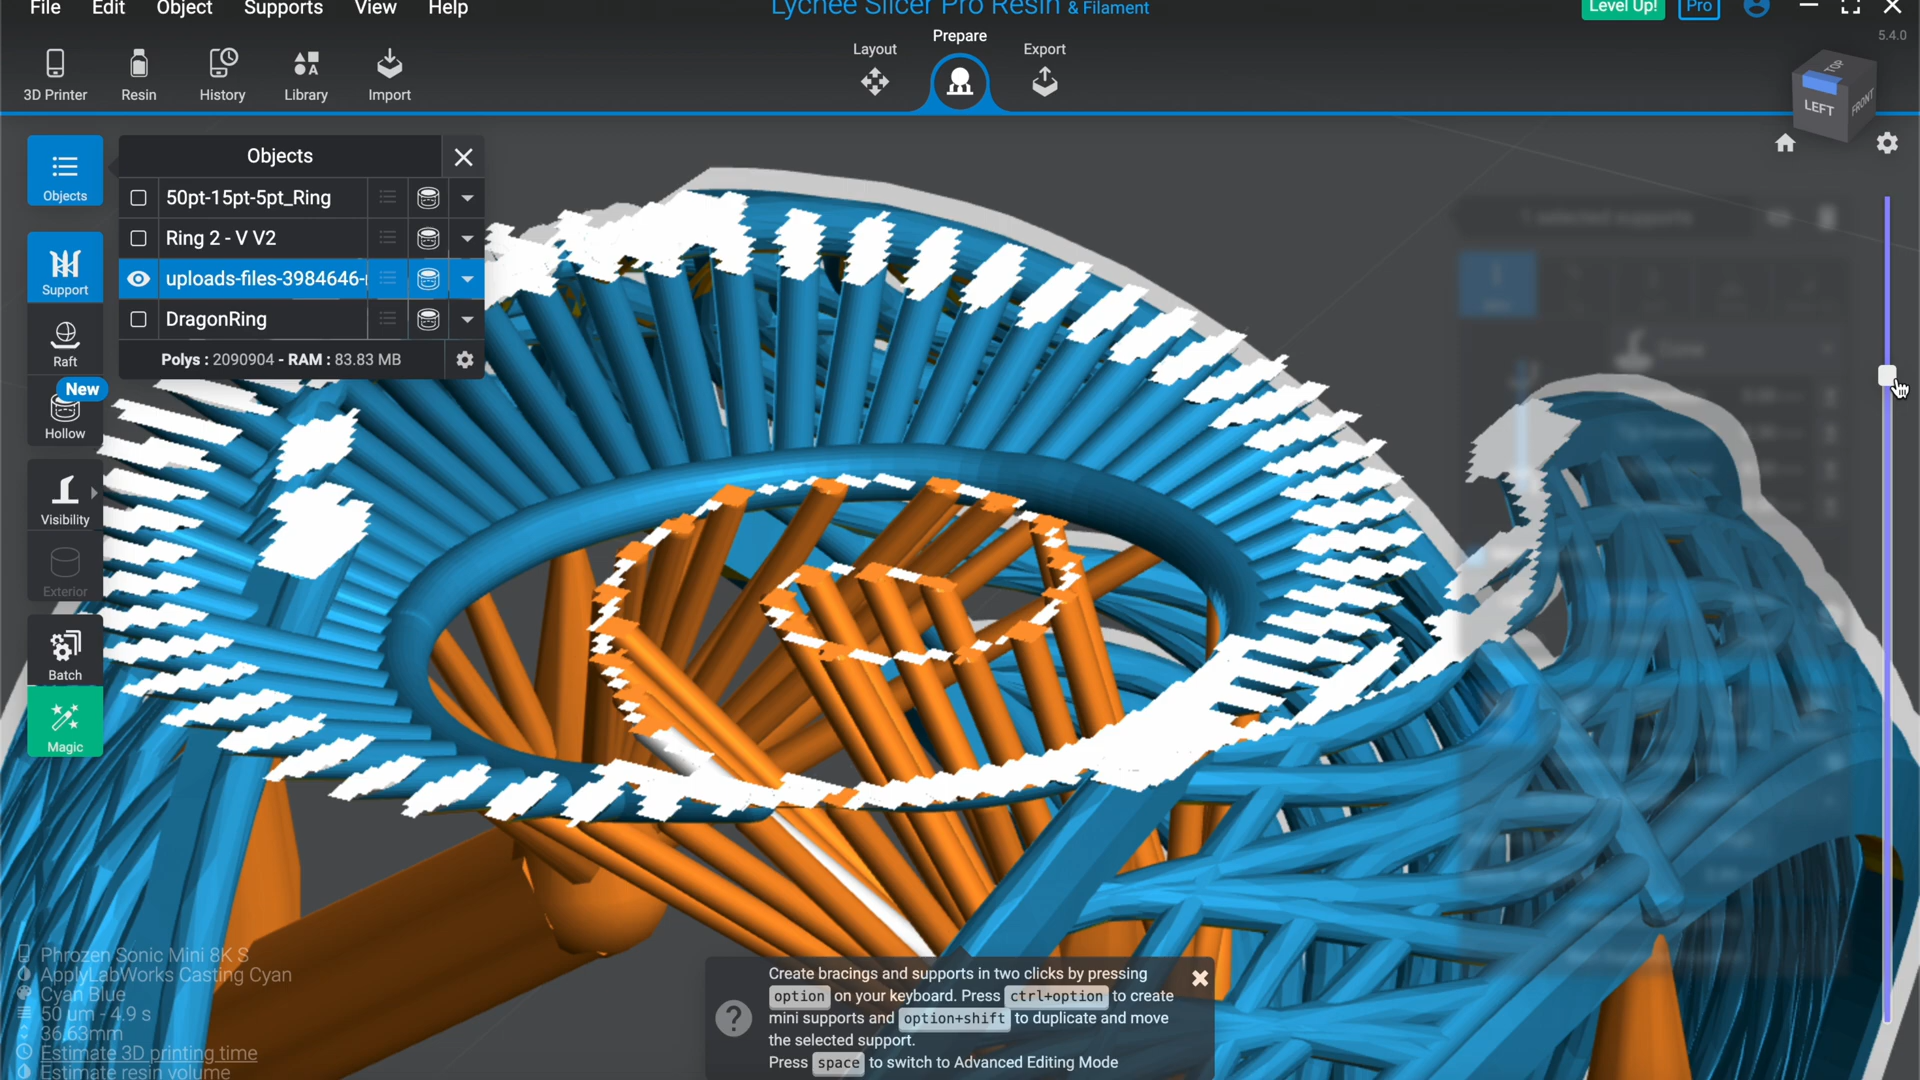 File Edit Object Supports View Help
Lychee Slicer Pro Resin & Filament
Level Up! Pro
5.4.0
3D Printer Resin History Library Import
Layout Prepare Export
TOP
LEFT FRONT
Objects
Support
Raft
New
Hollow
Visibility
Exterior
Batch
Magic
Objects
50pt-15pt-5pt_Ring
Ring 2 - V V2
uploads-files-3984646-
DragonRing
Polys : 2090904 - RAM : 83.83 MB
1 selected supports
Phrozen Sonic Mini 8K S
ApplyLabWorks Casting Cyan
Cyan Blue
50 um - 4.9 s
36,63mm
Estimate 3D printing time
Estimate resin volume
Create bracings and supports in two clicks by pressing
option on your keyboard. Press ctrl+option to create
mini supports and option+shift to duplicate and move
the selected support.
Press space to switch to Advanced Editing Mode